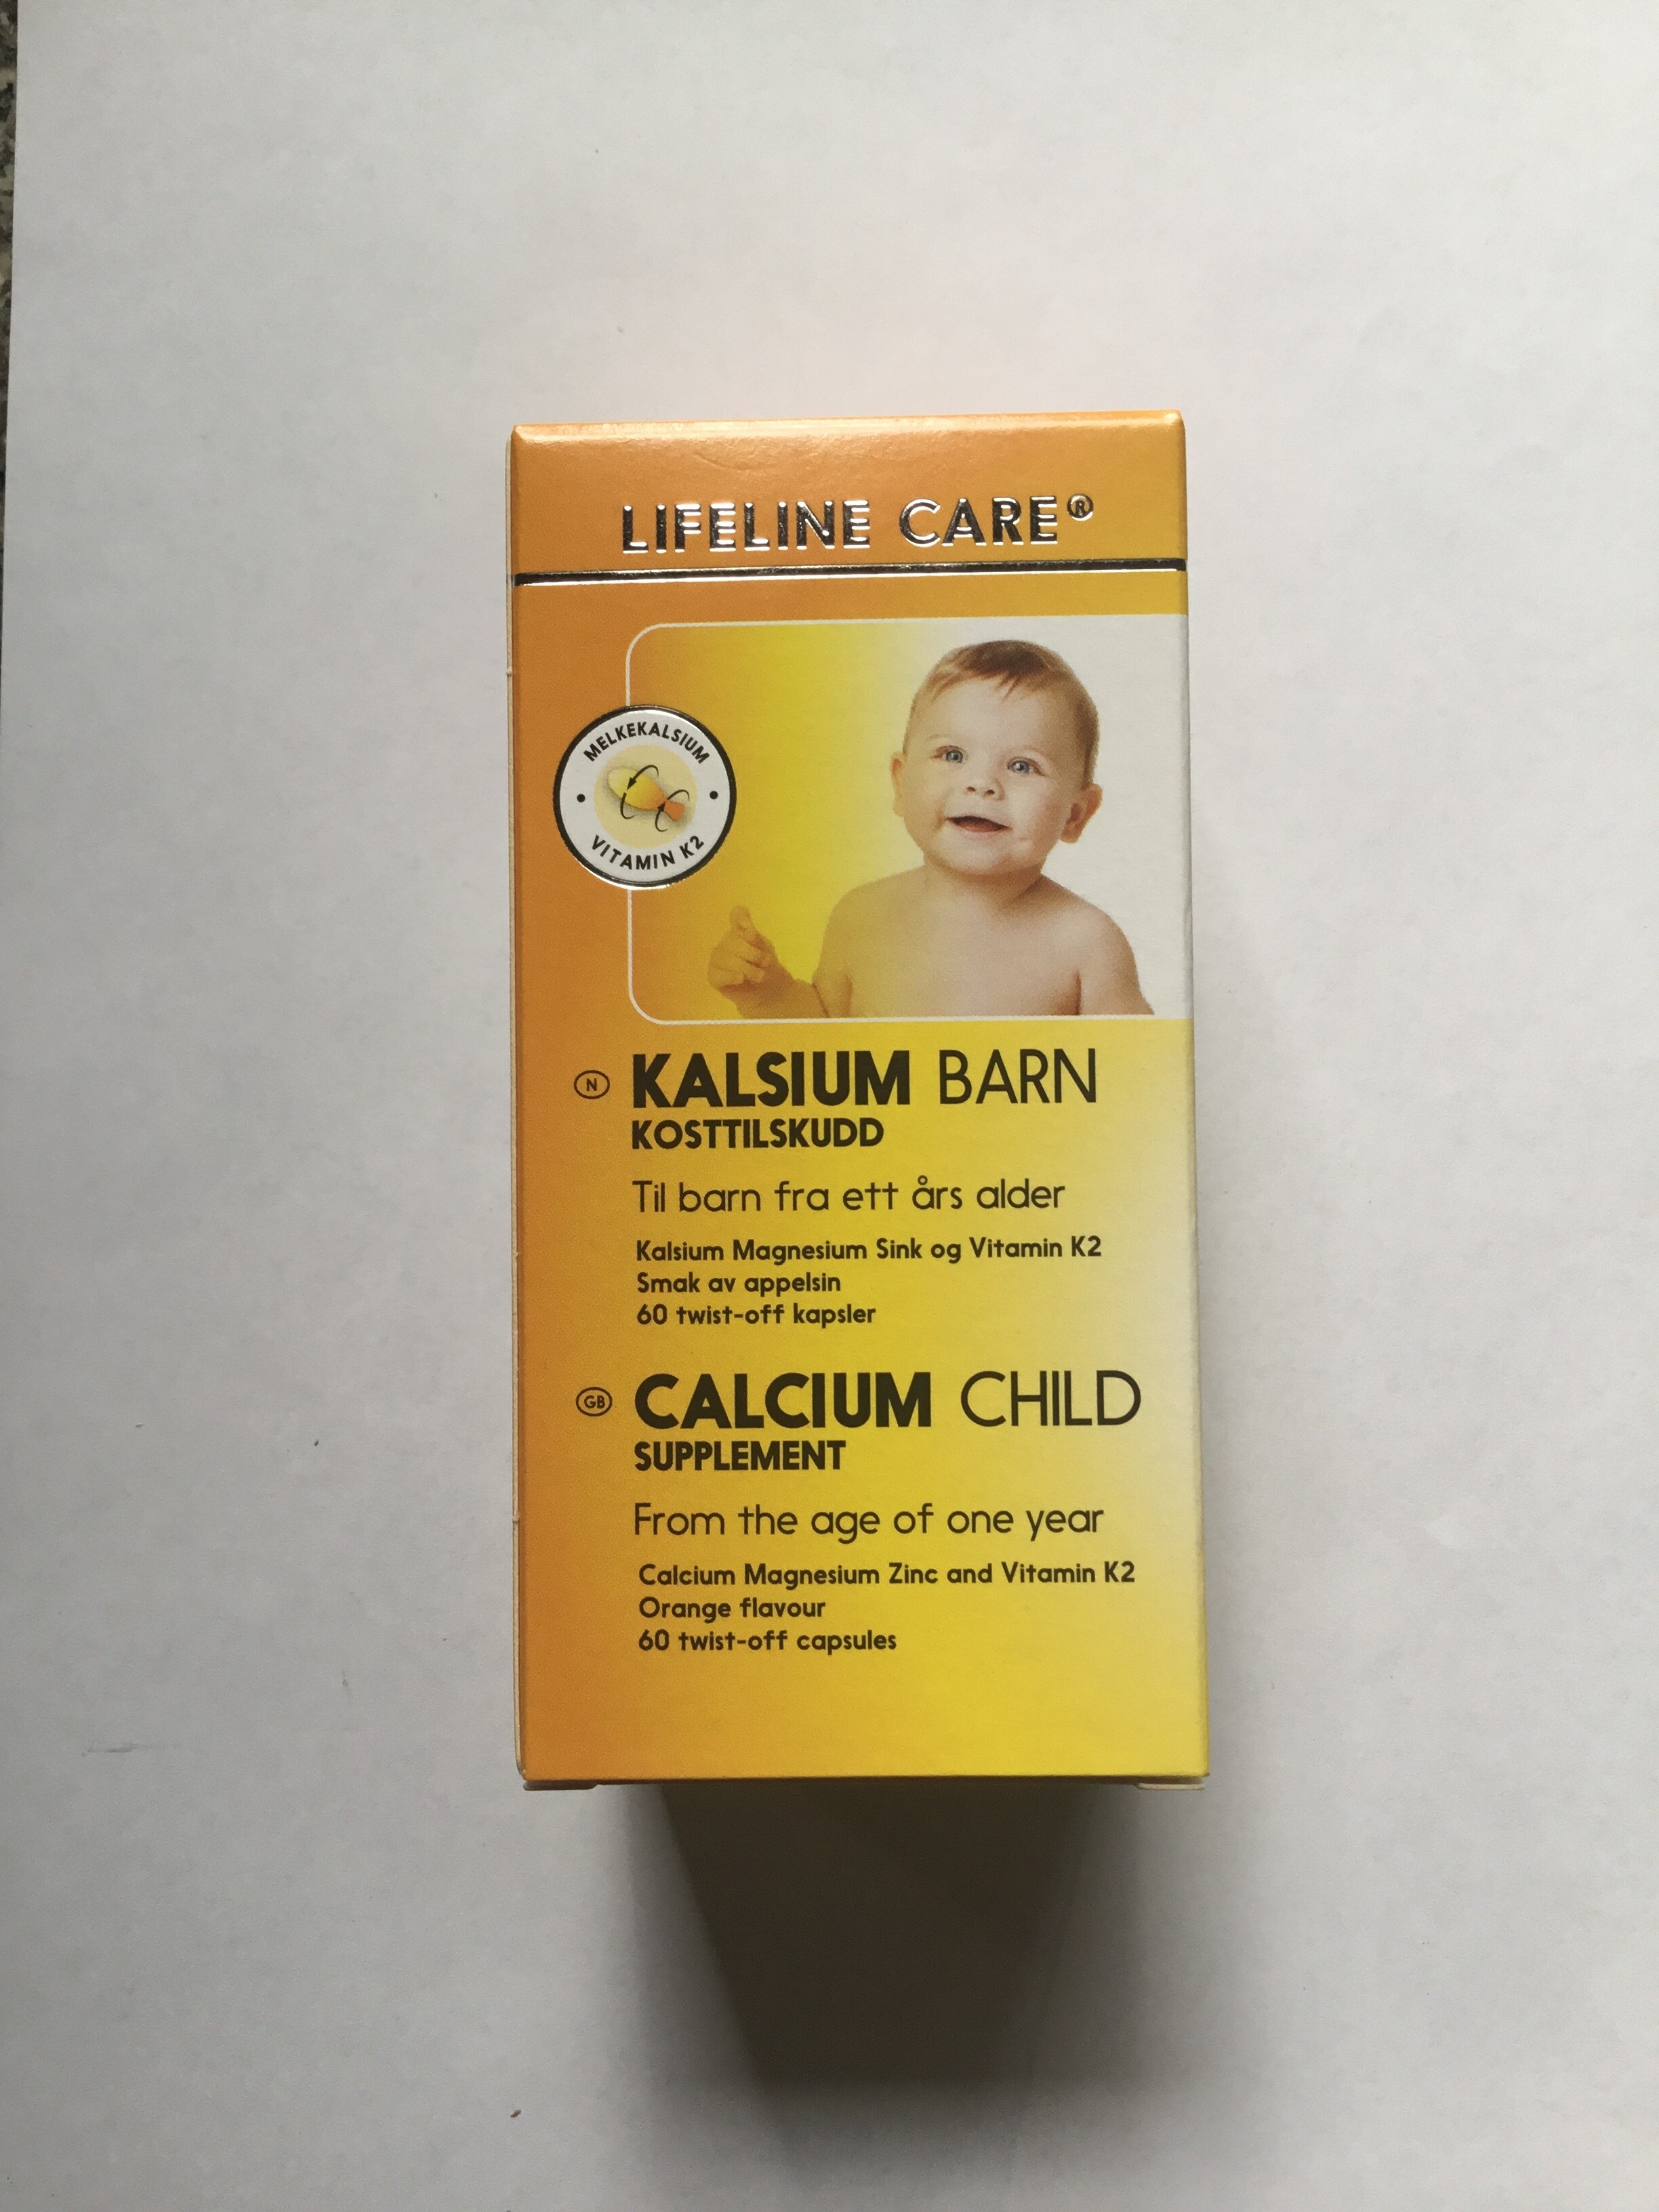 LIFELINE CARE®
MELKEKALSIUM
VITAMIN K2
N
KALSIUM BARN
KOSTTILSKUDD
Til barn fra ett års alder
Kalsium Magnesium Sink og Vitamin K2
Smak av appelsin
60 twist-off kapsler
GB
CALCIUM CHILD
SUPPLEMENT
From the age of one year
Calcium Magnesium Zinc and Vitamin K2
Orange flavour
60 twist-off capsules